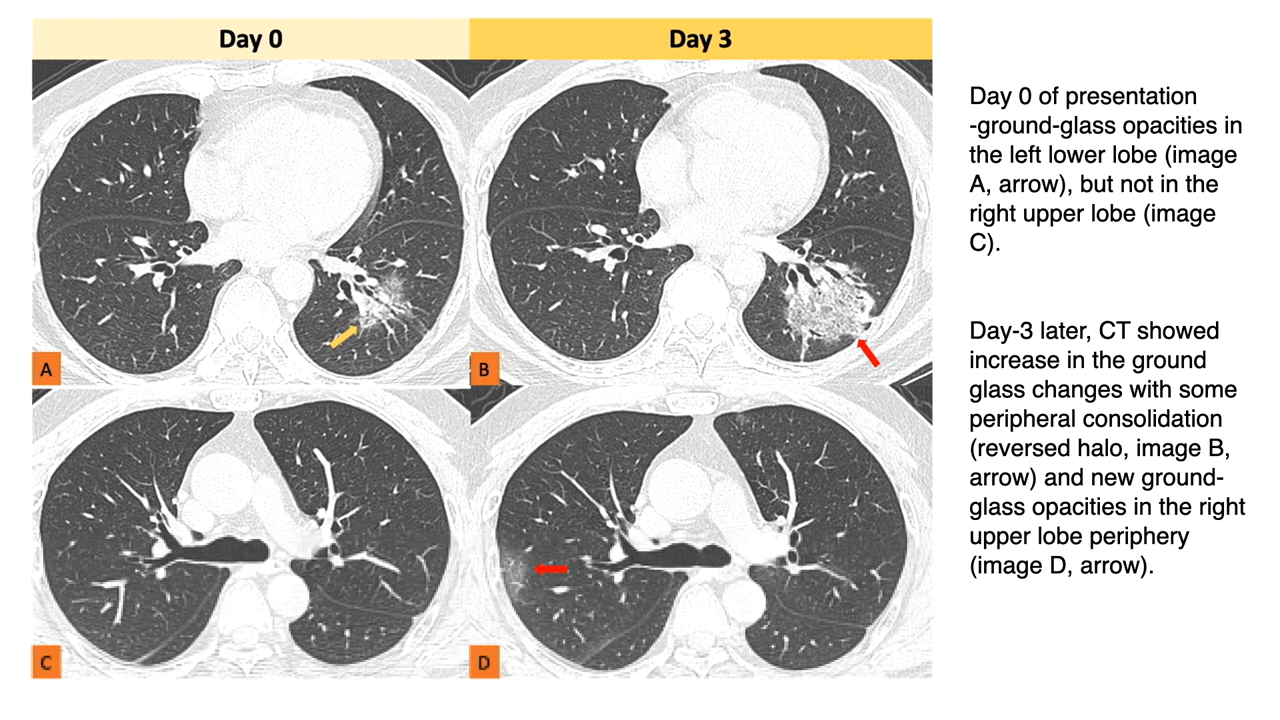 Day 0
Day 3
A
B
C
D
Day 0 of presentation
-ground-glass opacities in
the left lower lobe (image
A, arrow), but not in the
right upper lobe (image
C).
Day-3 later, CT showed
increase in the ground
glass changes with some
peripheral consolidation
(reversed halo, image B,
arrow) and new ground-
glass opacities in the right
upper lobe periphery
(image D, arrow).